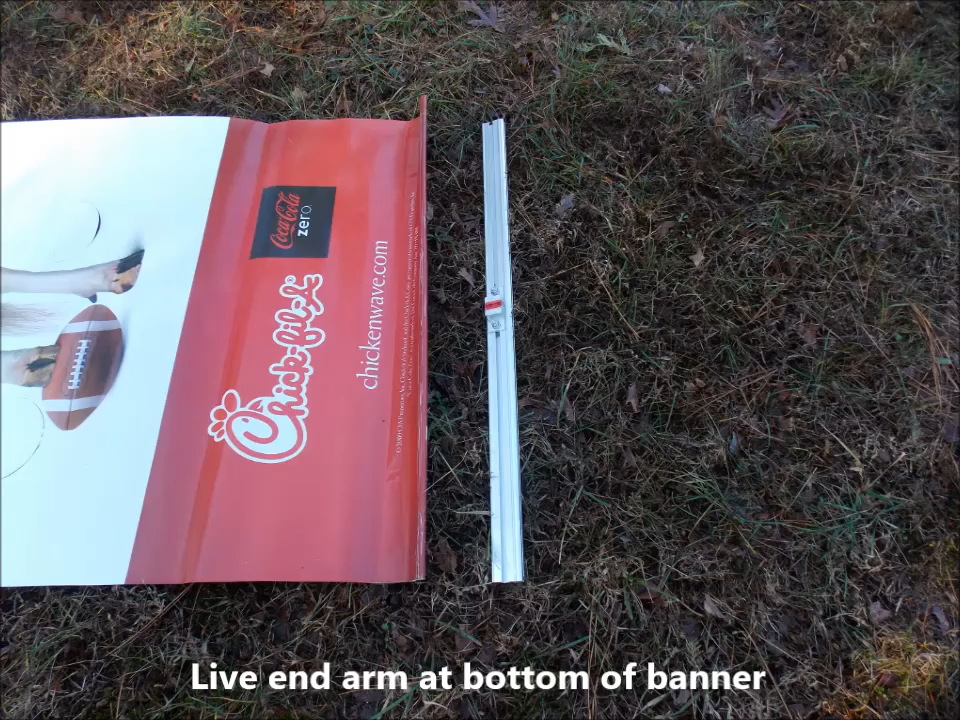 Coca-Cola
zero
Chick-fil-A®
chickenwave.com
Live end arm at bottom of banner